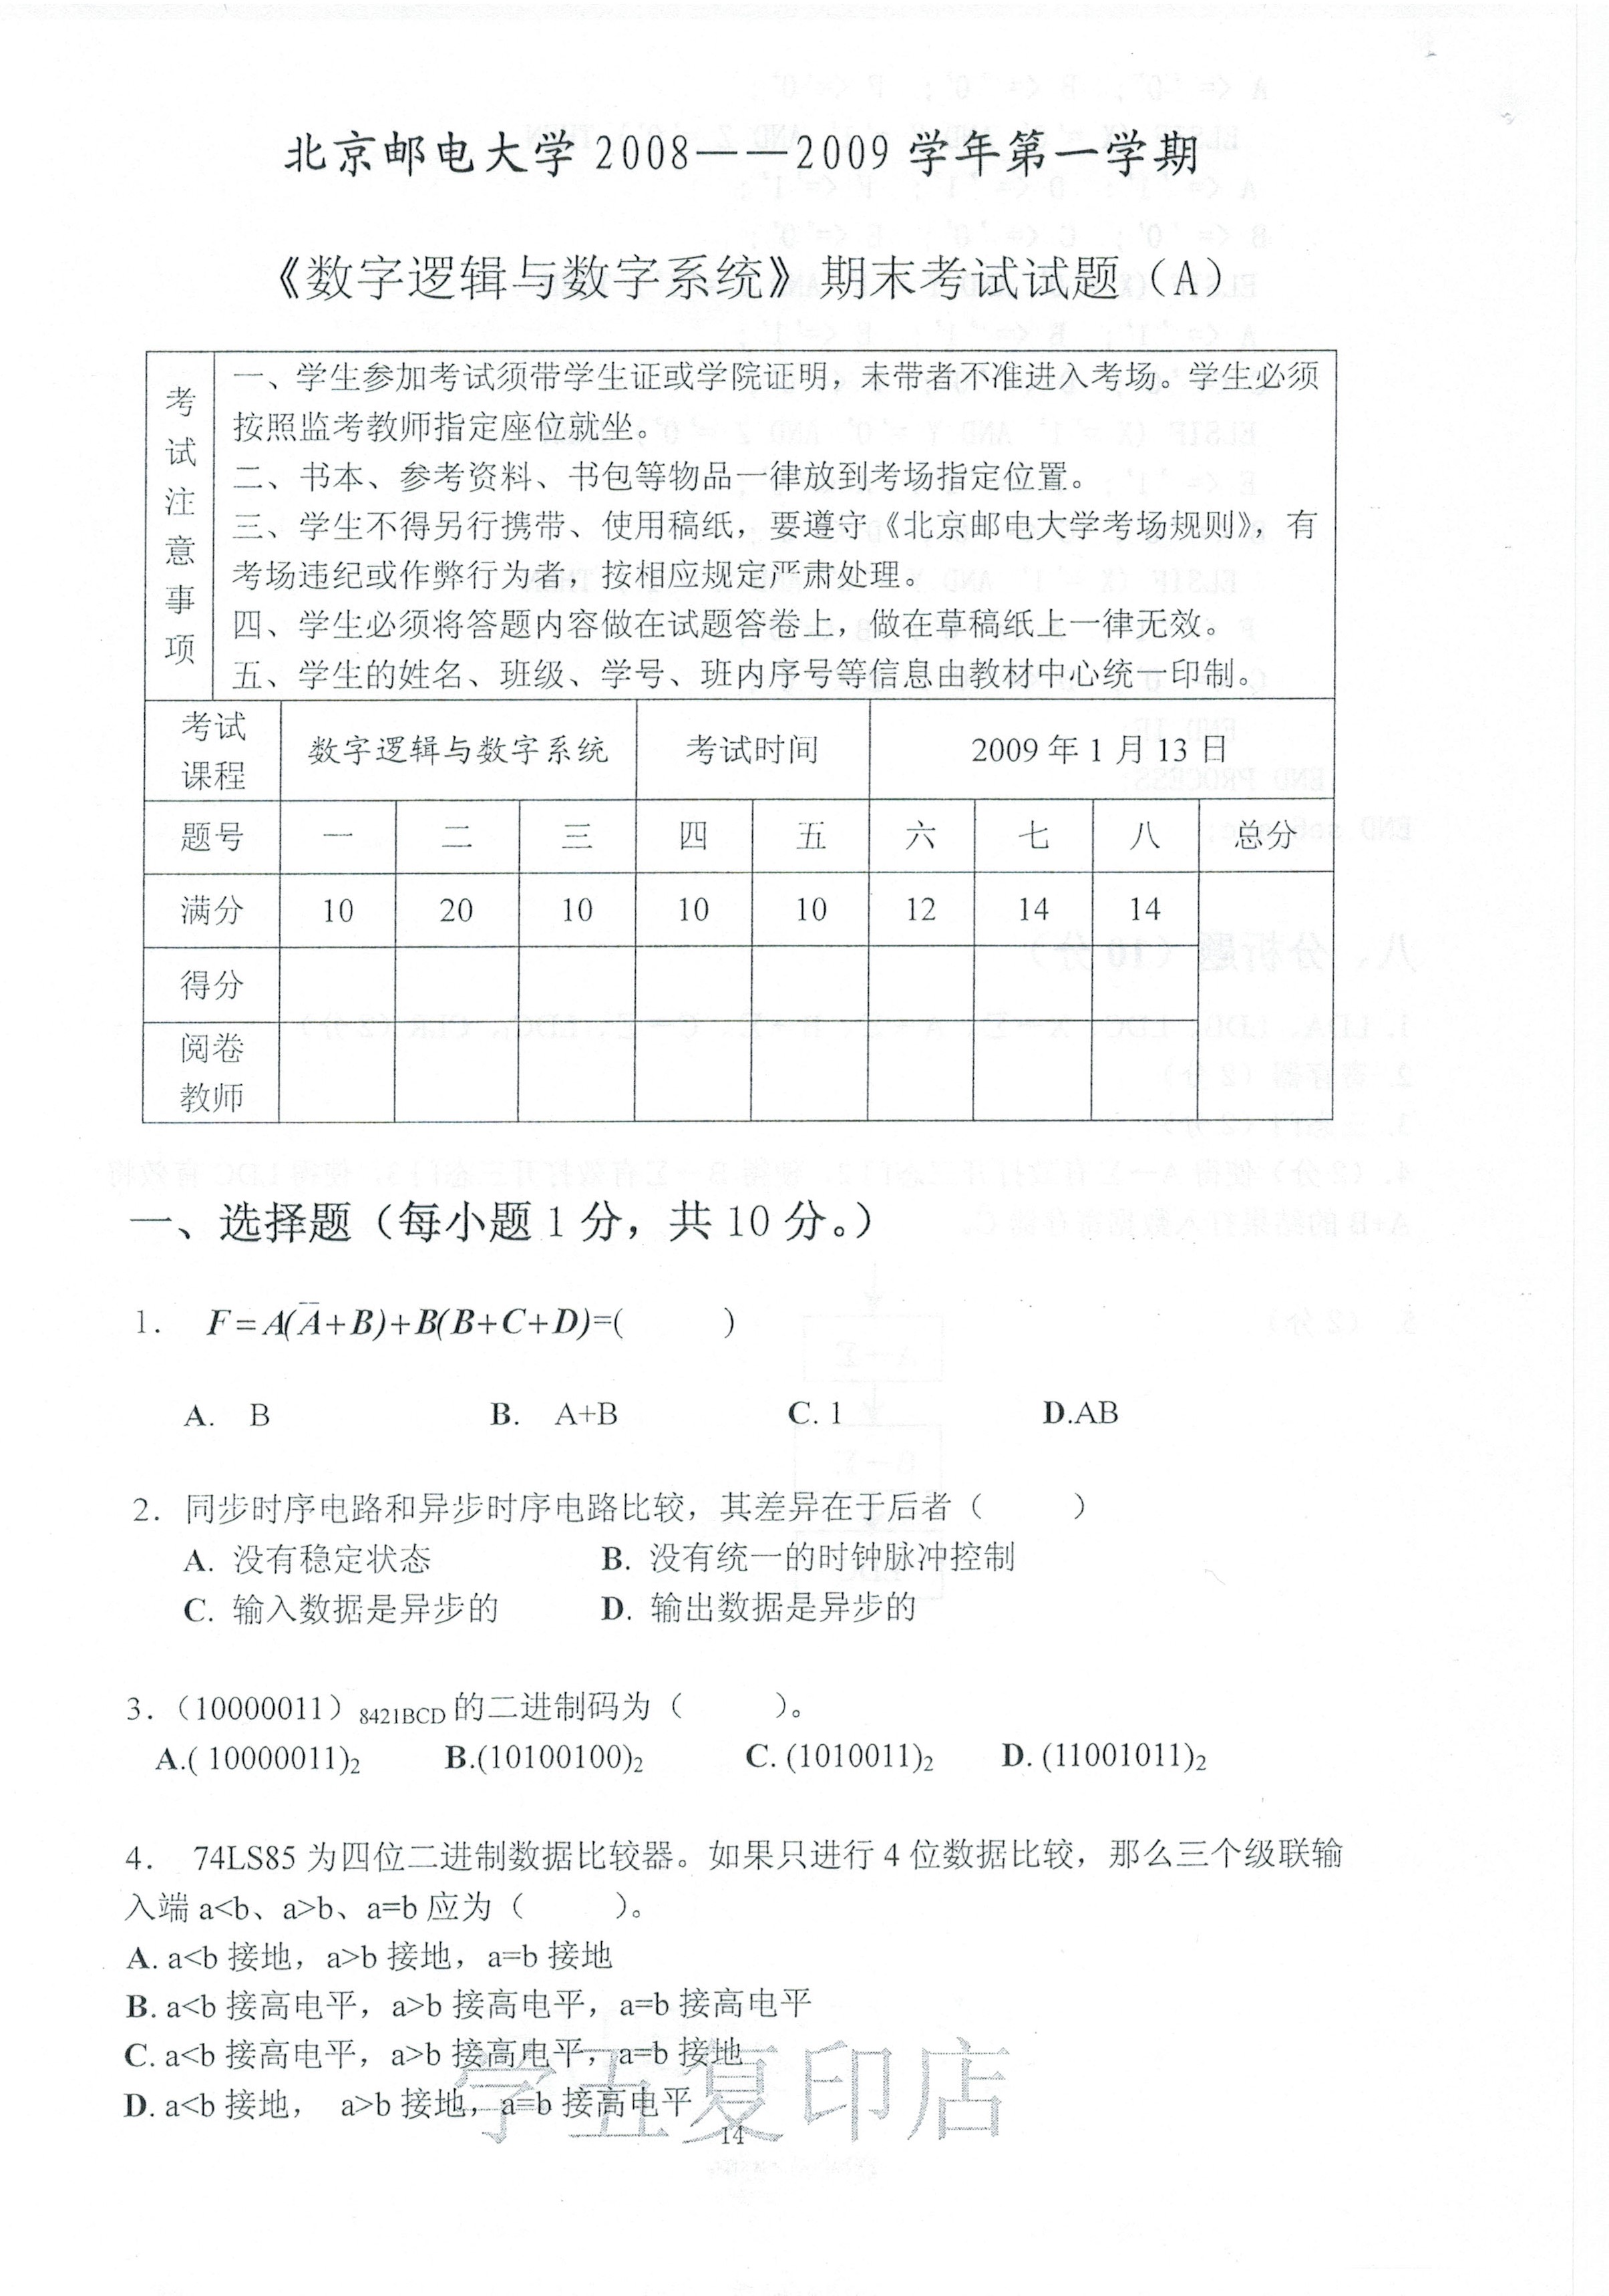 北京邮电大学 2008——2009 学年第一学期
《数字逻辑与数字系统》期末考试试题（A）
考试注意事项
一、学生参加考试须带学生证或学院证明，未带者不准进入考场。学生必须
按照监考教师指定座位就坐。
二、书本、参考资料、书包等物品一律放到考场指定位置。
三、学生不得另行携带、使用稿纸，要遵守《北京邮电大学考场规则》，有
考场违纪或作弊行为者，按相应规定严肃处理。
四、学生必须将答题内容做在试题答卷上，做在草稿纸上一律无效。
五、学生的姓名、班级、学号、班内序号等信息由教材中心统一印制。
考试课程 数字逻辑与数字系统 考试时间 2009 年 1 月 13 日
题号 一 二 三 四 五 六 七 八 总分
满分 10 20 10 10 10 12 14 14
得分
阅卷教师
一、选择题（每小题 1 分，共 10 分。）
1. F=A(A̅+B)+B(B+C+D)=( )
A. B B. A+B C. 1 D.AB
2. 同步时序电路和异步时序电路比较，其差异在于后者（ ）
A. 没有稳定状态 B. 没有统一的时钟脉冲控制
C. 输入数据是异步的 D. 输出数据是异步的
3.（10000011）8421BCD 的二进制码为（ ）。
A.( 10000011)₂ B.(10100100)₂ C. (1010011)₂ D. (11001011)₂
4. 74LS85 为四位二进制数据比较器。如果只进行 4 位数据比较，那么三个级联输
入端 a<b、a>b、a=b 应为（ ）。
A. a<b 接地，a>b 接地，a=b 接地
B. a<b 接高电平，a>b 接高电平，a=b 接高电平
C. a<b 接高电平，a>b 接高电平，a=b 接地
D. a<b 接地， a>b 接地，a=b 接高电平
学五复印店
14